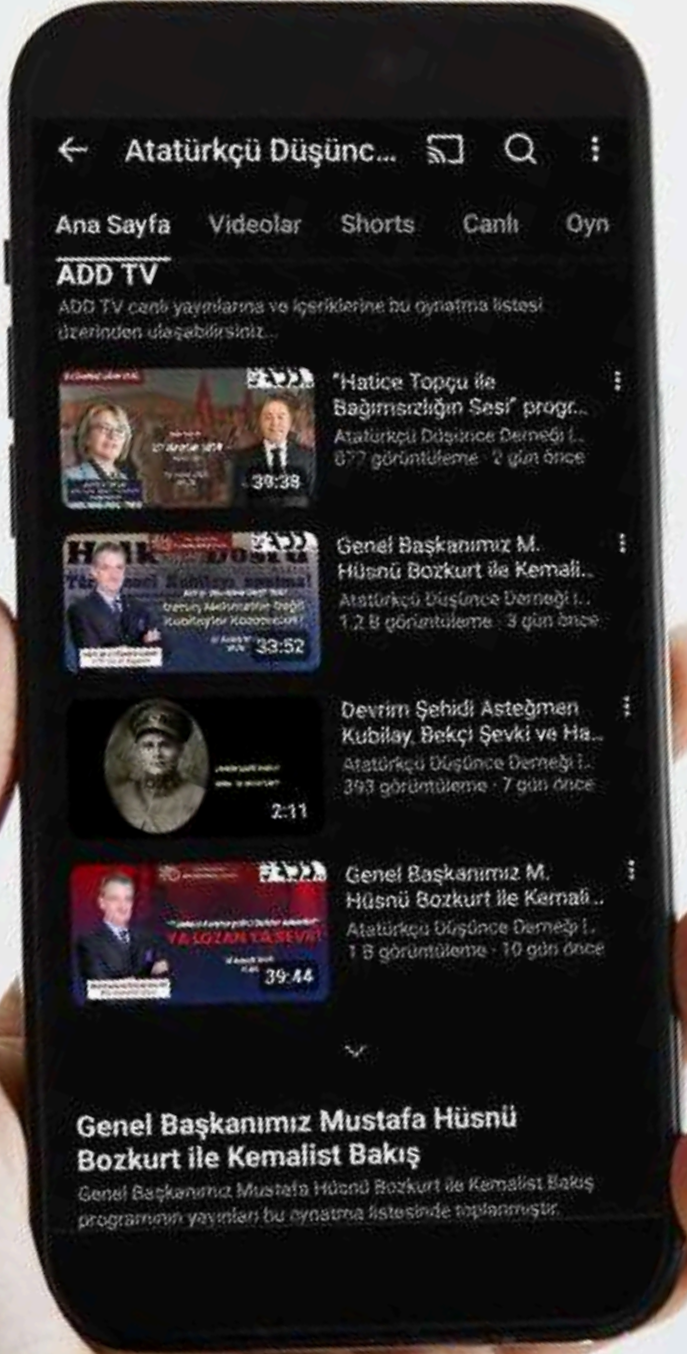 Atatürkçü Düşünc...
Ana Sayfa Videolar Shorts Canlı Oyn
ADD TV
ADD TV canlı yayınlarına ve içeriklerine bu oynatma listesi
üzerinden ulaşabilirsiniz...
"Hatice Topçu ile
Bağımsızlığın Sesi" progr...
Atatürkçü Düşünce Derneği
görüntüleme · 2 gün önce
39:38
Genel Başkanımız M.
Hüsnü Bozkurt ile Kemali...
Atatürkçü Düşünce Derneği
1,2 B görüntüleme · 3 gün önce
Halk Dostu
33:52
Devrim Şehidi Asteğmen
Kubilay, Bekçi Şevki ve Ha...
Atatürkçü Düşünce Derneği
393 görüntüleme · 7 gün önce
2:11
Genel Başkanımız M.
Hüsnü Bozkurt ile Kemali...
Atatürkçü Düşünce Derneği
1 B görüntüleme · 10 gün önce
YA LOZAN YA SEVR!
39:44
Genel Başkanımız Mustafa Hüsnü
Bozkurt ile Kemalist Bakış
Genel Başkanımız Mustafa Hüsnü Bozkurt ile Kemalist Bakış
programının yayınları bu oynatma listesinde toplanmıştır.